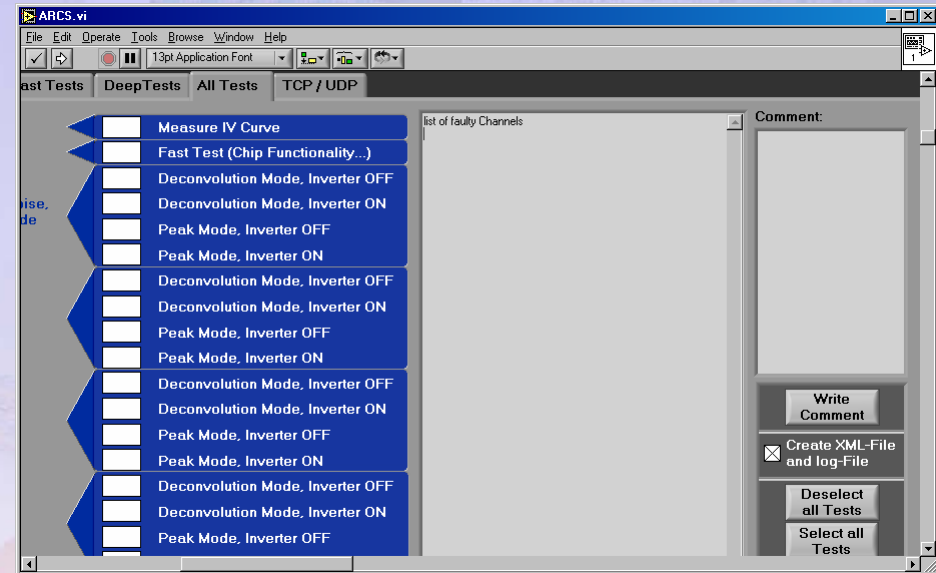 ARCS.vi
File Edit Operate Tools Browse Window Help
13pt Application Font
1
ast Tests DeepTests All Tests TCP / UDP
Measure IV Curve
Fast Test (Chip Functionality...)
Deconvolution Mode, Inverter OFF
Deconvolution Mode, Inverter ON
Peak Mode, Inverter OFF
Peak Mode, Inverter ON
Deconvolution Mode, Inverter OFF
Deconvolution Mode, Inverter ON
Peak Mode, Inverter OFF
Peak Mode, Inverter ON
Deconvolution Mode, Inverter OFF
Deconvolution Mode, Inverter ON
Peak Mode, Inverter OFF
Peak Mode, Inverter ON
Deconvolution Mode, Inverter OFF
Deconvolution Mode, Inverter ON
Peak Mode, Inverter OFF
oise,
de
list of faulty Channels
Comment:
Write
Comment
Create XML-File
and log-File
Deselect
all Tests
Select all
Tests